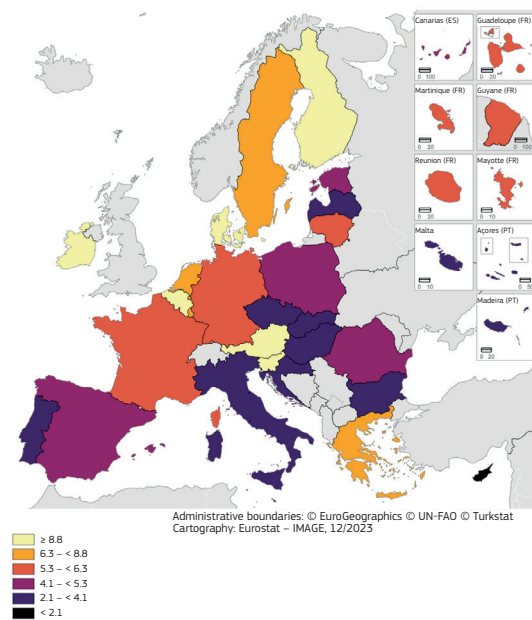 Canarias (ES)
0 100
Guadeloupe (FR)
0 20
Martinique (FR)
0 20
Guyane (FR)
0 100
Reunion (FR)
0 20
Mayotte (FR)
0 10
Malta
0 10
Açores (PT)
0 50
Madeira (PT)
0 20
Administrative boundaries: © EuroGeographics © UN-FAO © Turkstat
Cartography: Eurostat – IMAGE, 12/2023
≥ 8.8
6.3 – < 8.8
5.3 – < 6.3
4.1 – < 5.3
2.1 – < 4.1
< 2.1